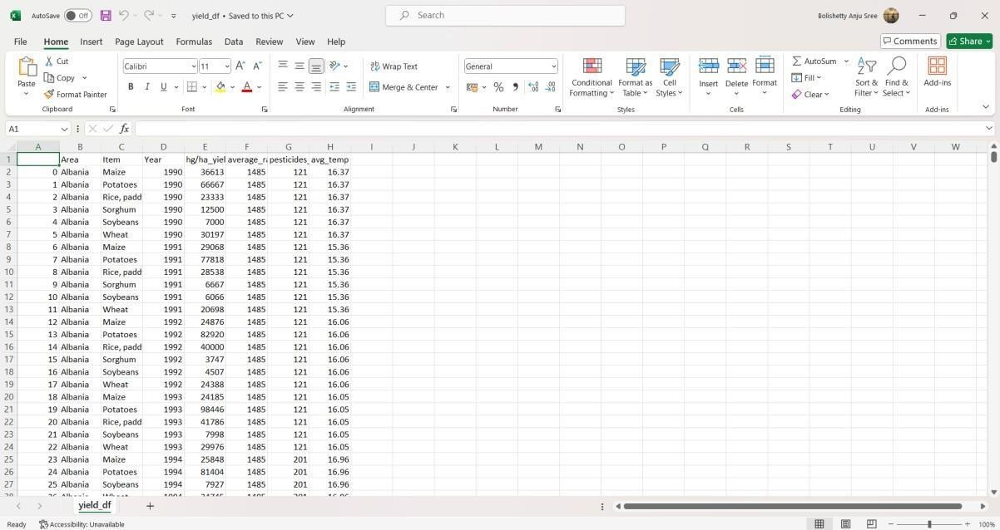 AutoSave Off yield_df • Saved to this PC Search Bolishetty Anju Sree
File Home Insert Page Layout Formulas Data Review View Help Comments Share
Paste Cut Calibri 11 Wrap Text General Conditional Formatting Format as Table Cell Styles Insert Delete Format AutoSum Sort & Filter Find & Select Add-ins
Copy Merge & Center Fill
Format Painter Clear
Clipboard Font Alignment Number Styles Cells Editing Add-ins
A1 fx
A B C D E F G H I J K L M N O P Q R S T U V W
1 Area Item Year hg/ha_yiel average_ra pesticides_ avg_temp
2 0 Albania Maize 1990 36613 1485 121 16.37
3 1 Albania Potatoes 1990 66667 1485 121 16.37
4 2 Albania Rice, padd 1990 23333 1485 121 16.37
5 3 Albania Sorghum 1990 12500 1485 121 16.37
6 4 Albania Soybeans 1990 7000 1485 121 16.37
7 5 Albania Wheat 1990 30197 1485 121 16.37
8 6 Albania Maize 1991 29068 1485 121 15.36
9 7 Albania Potatoes 1991 77818 1485 121 15.36
10 8 Albania Rice, padd 1991 28538 1485 121 15.36
11 9 Albania Sorghum 1991 6667 1485 121 15.36
12 10 Albania Soybeans 1991 6066 1485 121 15.36
13 11 Albania Wheat 1991 20698 1485 121 15.36
14 12 Albania Maize 1992 24876 1485 121 16.06
15 13 Albania Potatoes 1992 82920 1485 121 16.06
16 14 Albania Rice, padd 1992 40000 1485 121 16.06
17 15 Albania Sorghum 1992 3747 1485 121 16.06
18 16 Albania Soybeans 1992 4507 1485 121 16.06
19 17 Albania Wheat 1992 24388 1485 121 16.06
20 18 Albania Maize 1993 24185 1485 121 16.05
21 19 Albania Potatoes 1993 98446 1485 121 16.05
22 20 Albania Rice, padd 1993 41786 1485 121 16.05
23 21 Albania Soybeans 1993 7998 1485 121 16.05
24 22 Albania Wheat 1993 29976 1485 121 16.05
25 23 Albania Maize 1994 25848 1485 201 16.96
26 24 Albania Potatoes 1994 81404 1485 201 16.96
27 25 Albania Soybeans 1994 7927 1485 201 16.96
yield_df
Ready Accessibility: Unavailable 100%